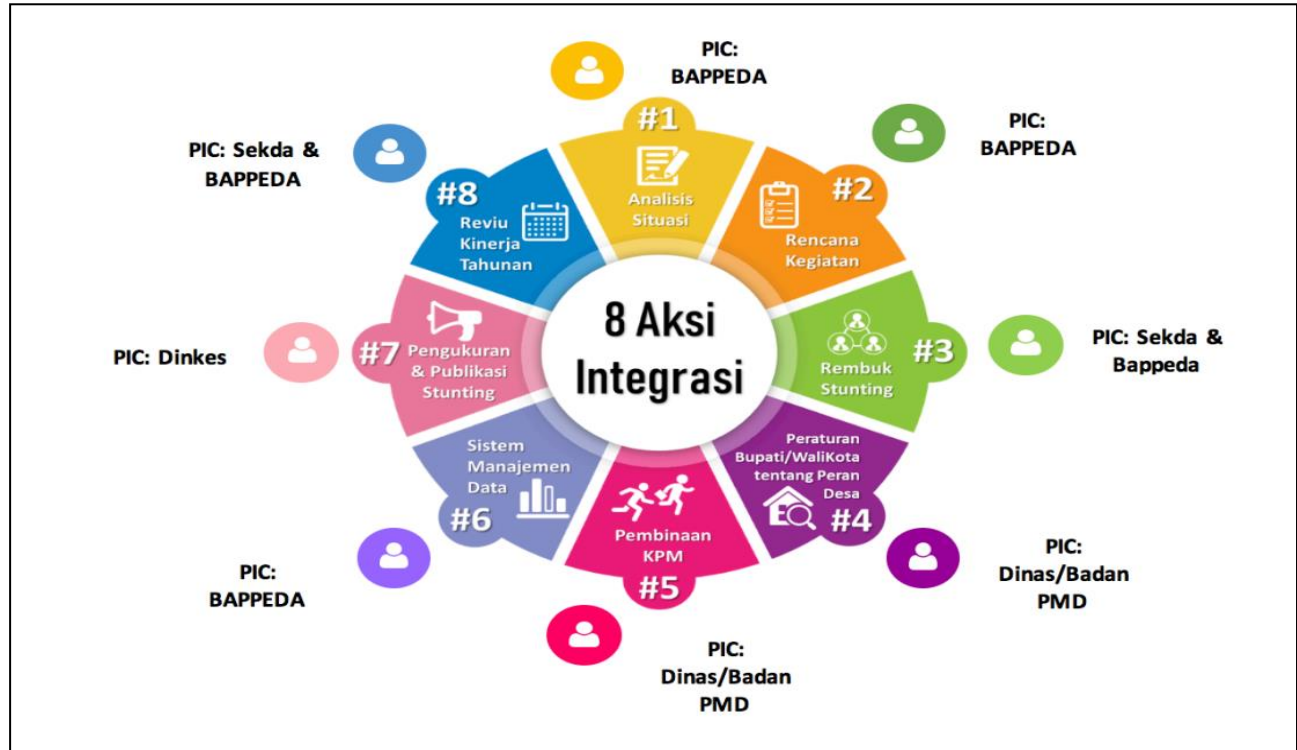 PIC:
BAPPEDA
#1
Analisis
Situasi
PIC:
BAPPEDA
#2
Rencana
Kegiatan
PIC: Sekda &
Bappeda
#3
Rembuk
Stunting
PIC:
Dinas/Badan
PMD
Peraturan
Bupati/WaliKota
tentang Peran
Desa
#4
Pembinaan
KPM
#5
PIC:
Dinas/Badan
PMD
Sistem
Manajemen
Data
#6
PIC:
BAPPEDA
PIC: Dinkes
#7
Pengukuran
& Publikasi
Stunting
PIC: Sekda &
BAPPEDA
#8
Reviu
Kinerja
Tahunan
8 Aksi
Integrasi